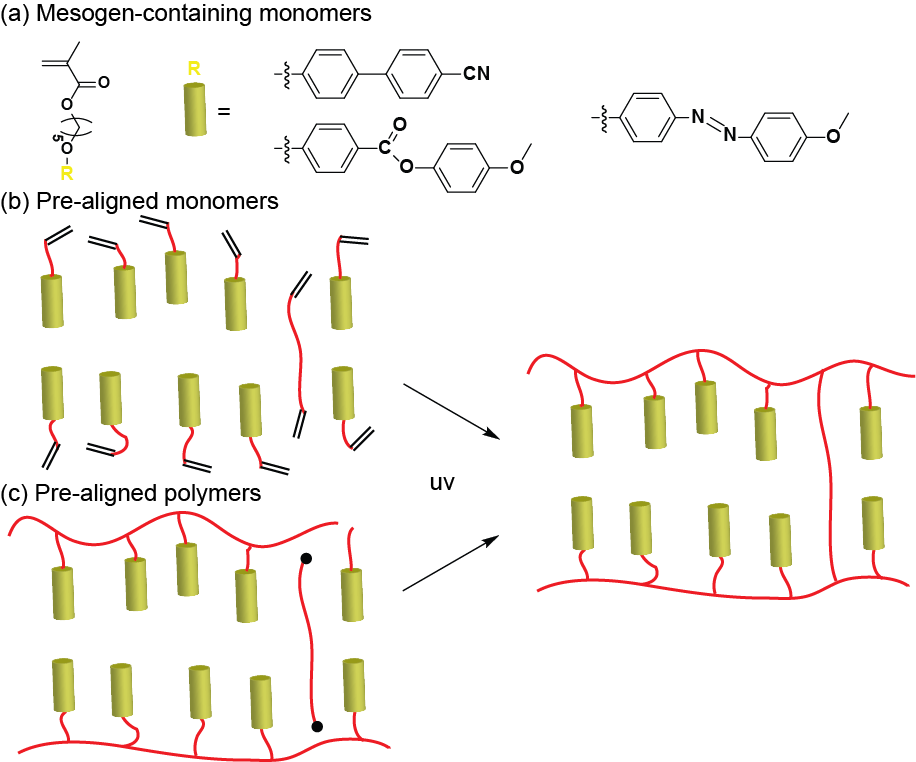 (a) Mesogen-containing monomers
R
O
O
5
O
R
=
CN
O
C
O
O
N
N
O
(b) Pre-aligned monomers
uv
(c) Pre-aligned polymers